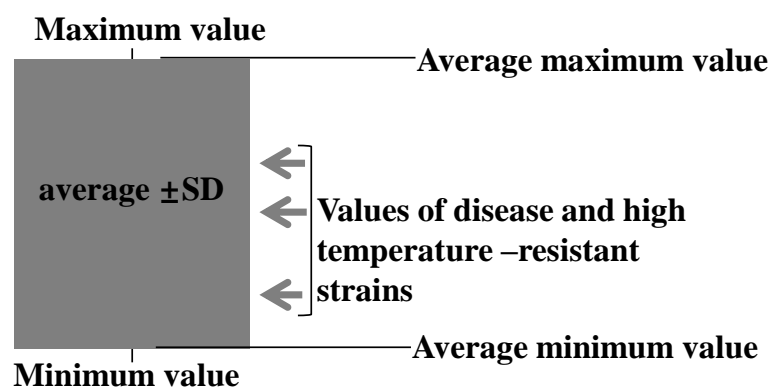 Maximum value
Average maximum value
average ±SD
Values of disease and high
temperature –resistant
strains
Average minimum value
Minimum value